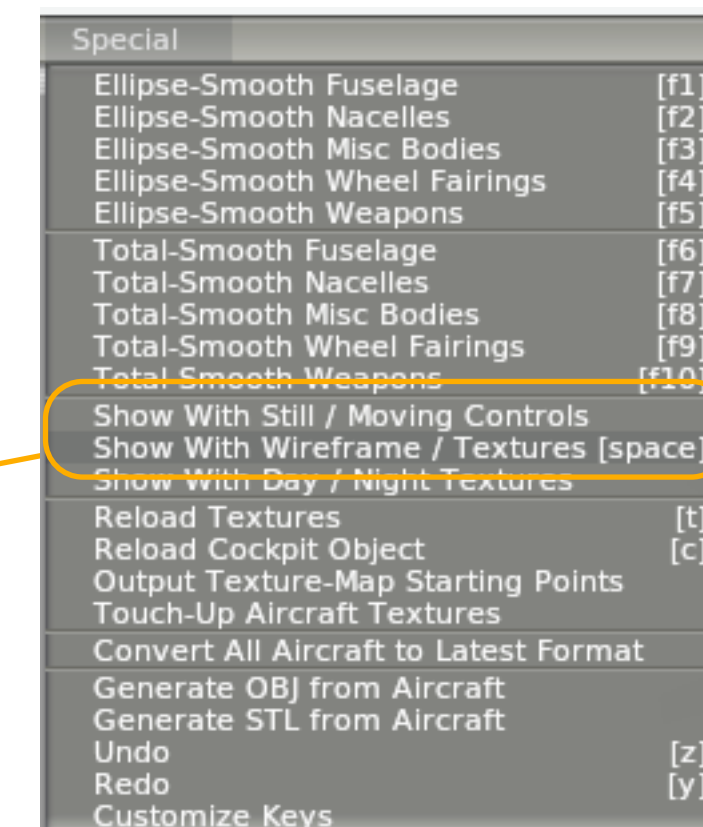 Special
Ellipse-Smooth Fuselage [f1]
Ellipse-Smooth Nacelles [f2]
Ellipse-Smooth Misc Bodies [f3]
Ellipse-Smooth Wheel Fairings [f4]
Ellipse-Smooth Weapons [f5]
Total-Smooth Fuselage [f6]
Total-Smooth Nacelles [f7]
Total-Smooth Misc Bodies [f8]
Total-Smooth Wheel Fairings [f9]
Total-Smooth Weapons [f10]
Show With Still / Moving Controls
Show With Wireframe / Textures [space]
Show With Day / Night Textures
Reload Textures [t]
Reload Cockpit Object [c]
Output Texture-Map Starting Points
Touch-Up Aircraft Textures
Convert All Aircraft to Latest Format
Generate OBJ from Aircraft
Generate STL from Aircraft
Undo [z]
Redo [y]
Customize Keys